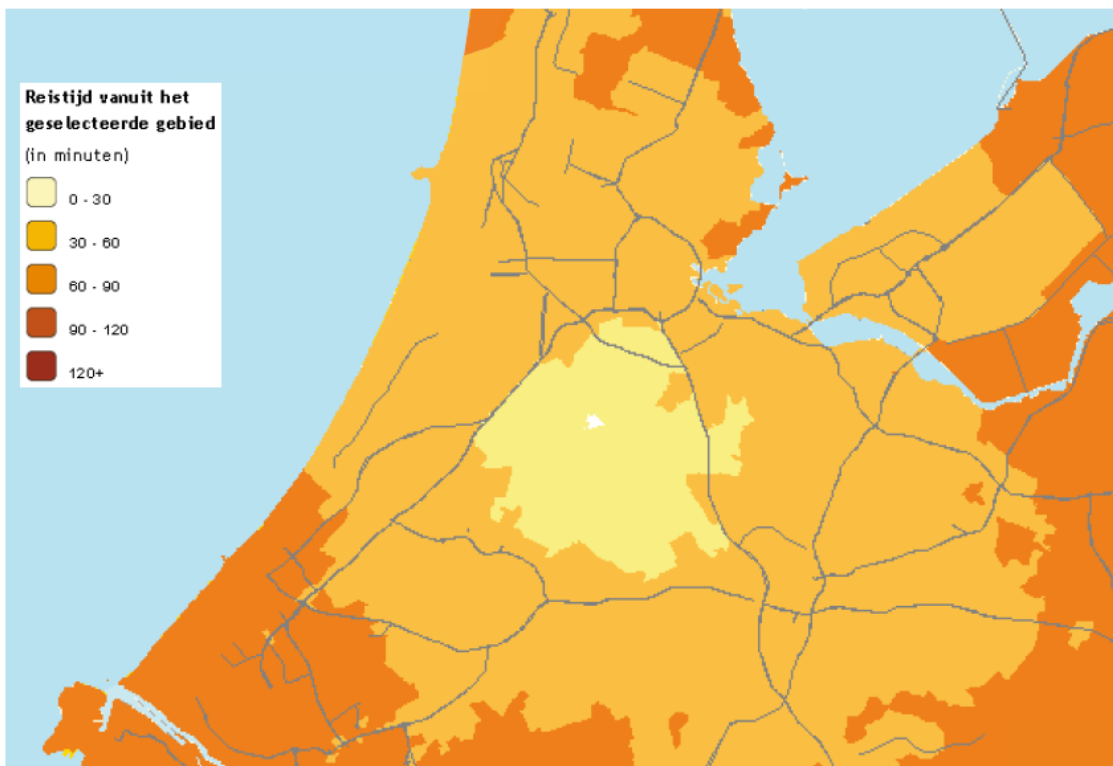 Reistijd vanuit het
geselecteerde gebied
(in minuten)
0 - 30
30 - 60
60 - 90
90 - 120
120+